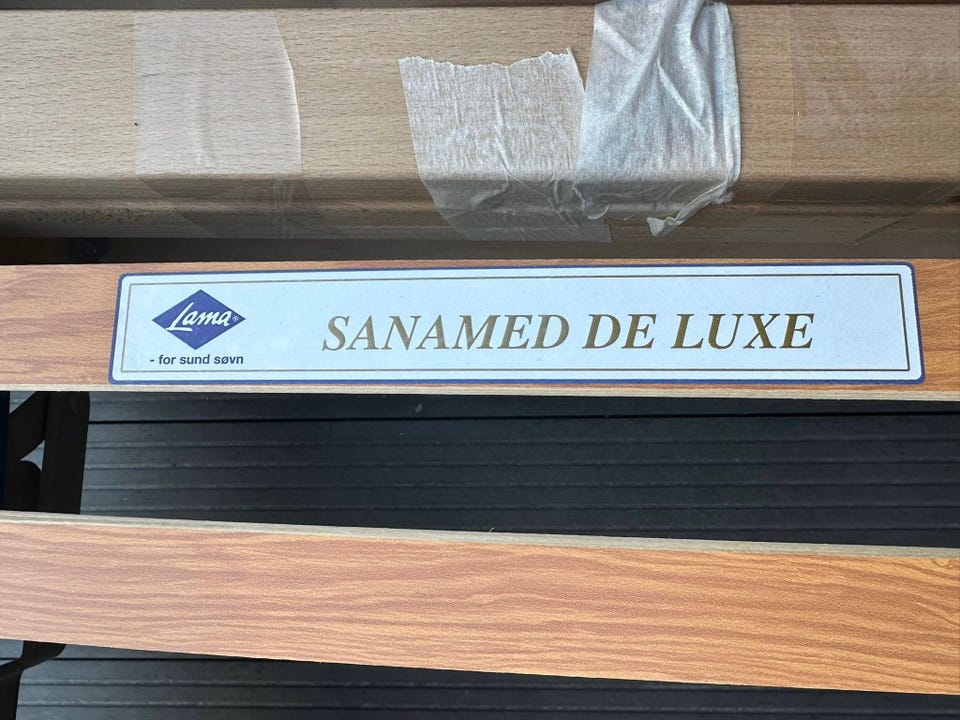 Lama®
- for sund søvn
SANAMED DE LUXE